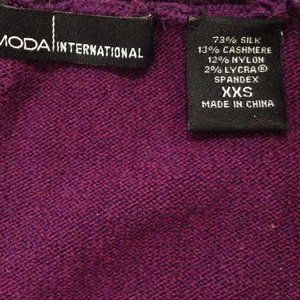 MODA INTERNATIONAL
73% SILK
13% CASHMERE
12% NYLON
2% LYCRA®
SPANDEX
XXS
MADE IN CHINA